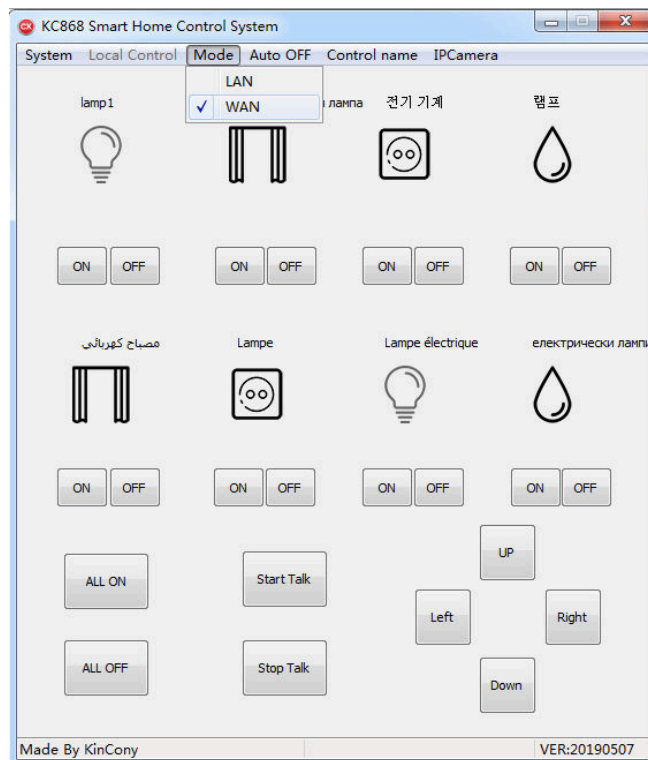 KC868 Smart Home Control System
System Local Control Mode Auto OFF Control name IPCamera
LAN
WAN
lamp1 лампа 전기 기계 램프
ON OFF ON OFF ON OFF ON OFF
مصباح كهربائي Lampe Lampe électrique електрически лампи
ON OFF ON OFF ON OFF ON OFF
UP
ALL ON Start Talk
Left Right
ALL OFF Stop Talk
Down
Made By KinCony VER:20190507